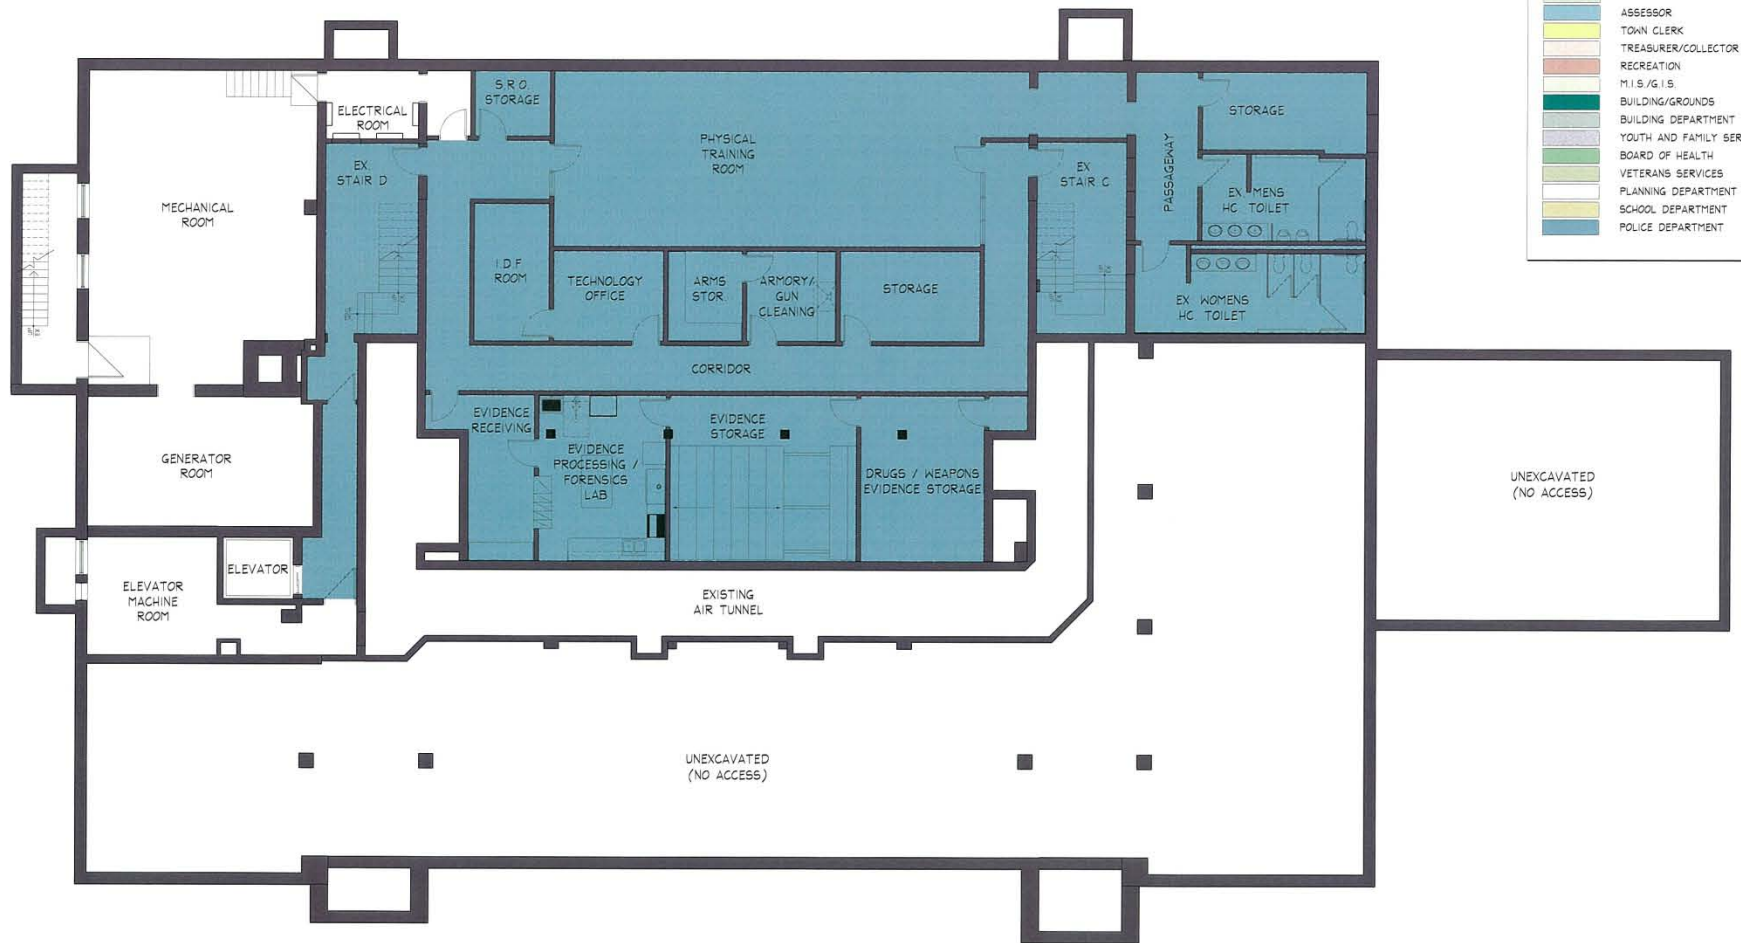 ASSESSOR
TOWN CLERK
TREASURER/COLLECTOR
RECREATION
M.I.S./G.I.S.
BUILDING/GROUNDS
BUILDING DEPARTMENT
YOUTH AND FAMILY SER
BOARD OF HEALTH
VETERANS SERVICES
PLANNING DEPARTMENT
SCHOOL DEPARTMENT
POLICE DEPARTMENT
S.R.O.
STORAGE
ELECTRICAL
ROOM
PHYSICAL
TRAINING
ROOM
STORAGE
EX.
STAIR D
EX
STAIR C
PASSAGEWAY
EX. MENS
HC TOILET
MECHANICAL
ROOM
I.D.F.
ROOM
TECHNOLOGY
OFFICE
ARMS
STOR.
ARMORY/
GUN
CLEANING
STORAGE
EX WOMENS
HC TOILET
CORRIDOR
EVIDENCE
RECEIVING
EVIDENCE
PROCESSING /
FORENSICS
LAB
EVIDENCE
STORAGE
DRUGS / WEAPONS
EVIDENCE STORAGE
GENERATOR
ROOM
UNEXCAVATED
(NO ACCESS)
ELEVATOR
ELEVATOR
MACHINE
ROOM
EXISTING
AIR TUNNEL
UNEXCAVATED
(NO ACCESS)